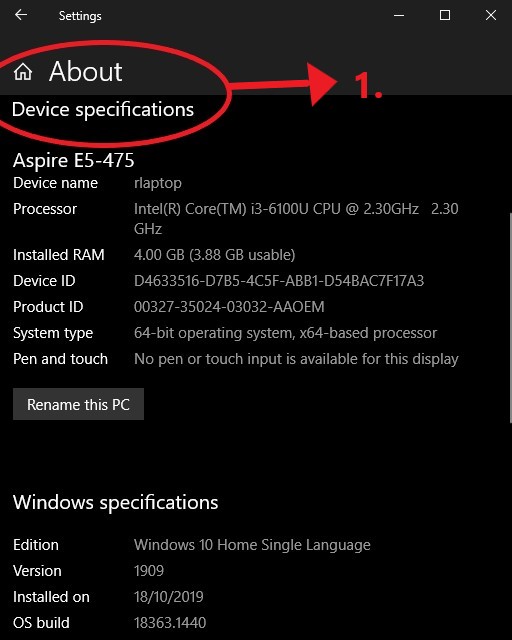 Settings
About
1.
Device specifications
Aspire E5-475
Device name rlaptop
Processor Intel(R) Core(TM) i3-6100U CPU @ 2.30GHz 2.30
GHz
Installed RAM 4.00 GB (3.88 GB usable)
Device ID D4633516-D7B5-4C5F-ABB1-D54BAC7F17A3
Product ID 00327-35024-03032-AAOEM
System type 64-bit operating system, x64-based processor
Pen and touch No pen or touch input is available for this display
Rename this PC
Windows specifications
Edition Windows 10 Home Single Language
Version 1909
Installed on 18/10/2019
OS build 18363.1440